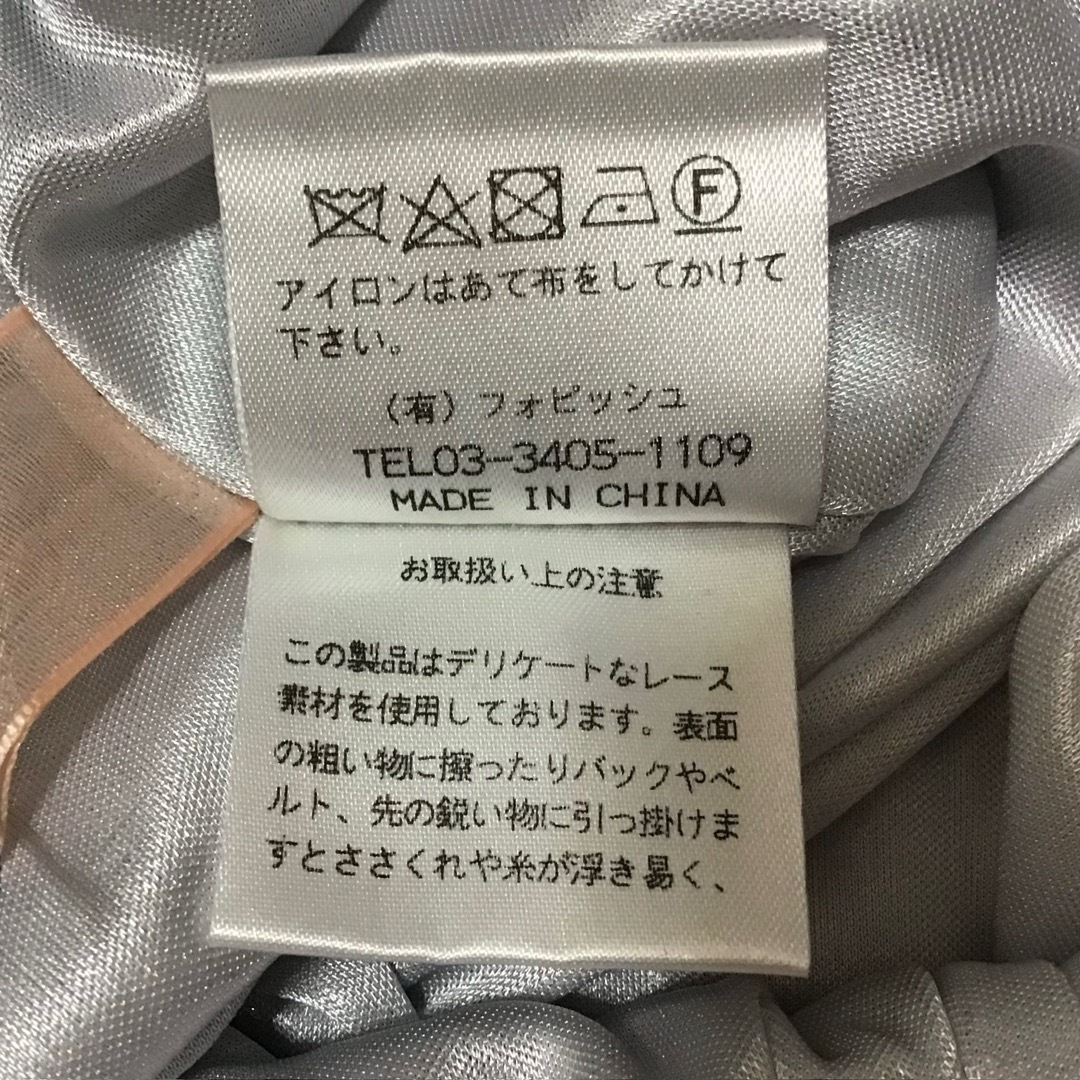 F
アイロンはあて布をしてかけて
下さい。
(有)フォピッシュ
TEL03-3405-1109
MADE IN CHINA
お取扱い上の注意
この製品はデリケートなレース
素材を使用しております。表面
の粗い物に擦ったりバックやベ
ルト、先の鋭い物に引っ掛けま
すとささくれや糸が浮き易く、